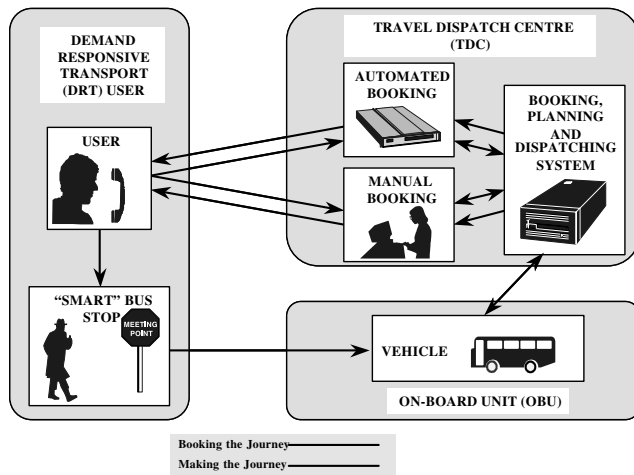 DEMAND
RESPONSIVE
TRANSPORT
(DRT) USER
USER
“SMART” BUS
STOP
MEETING
POINT
TRAVEL DISPATCH CENTRE
(TDC)
AUTOMATED
BOOKING
MANUAL
BOOKING
BOOKING,
PLANNING
AND
DISPATCHING
SYSTEM
VEHICLE
ON-BOARD UNIT (OBU)
Booking the Journey
Making the Journey